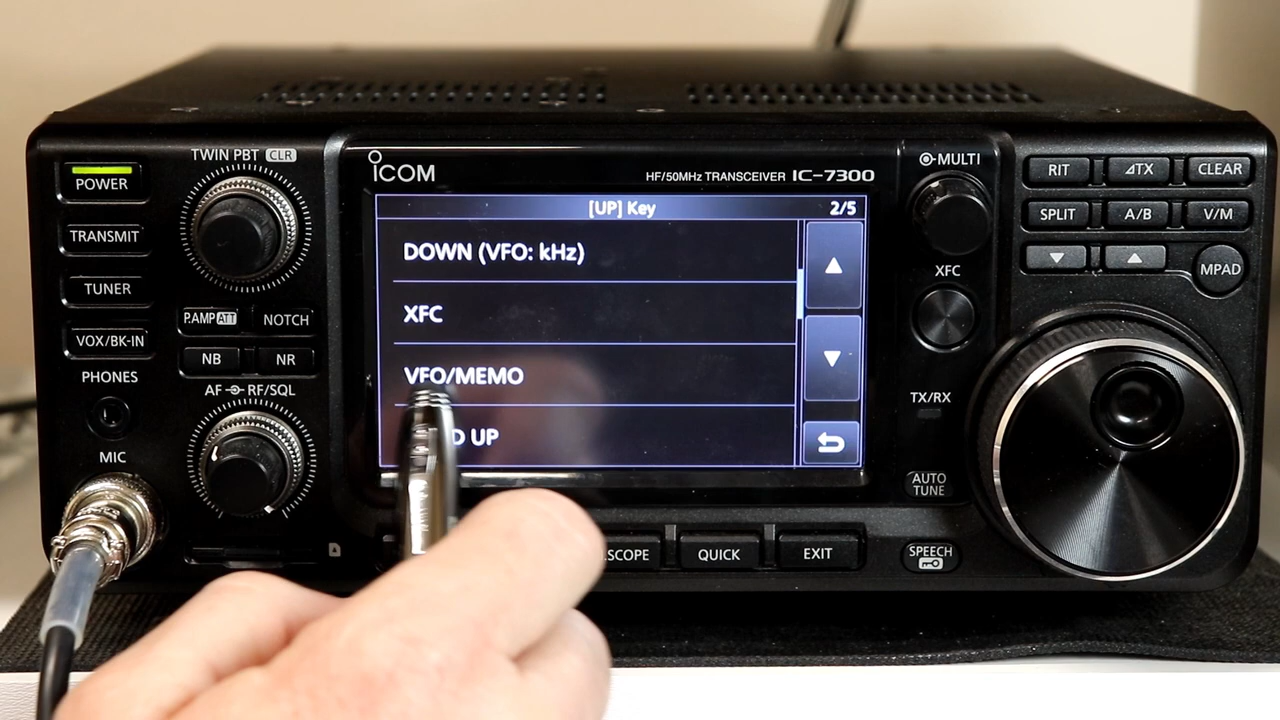 TWIN PBT CLR
POWER
TRANSMIT
TUNER
VOX/BK-IN
P.AMP ATT
NOTCH
NB
NR
PHONES
AF RF/SQL
MIC
ICOM
HF/50MHz TRANSCEIVER IC-7300
[UP] Key 2/5
DOWN (VFO: kHz)
XFC
VFO/MEMO
UP
QUICK
EXIT
MULTI
XFC
TX/RX
AUTO
TUNE
SPEECH
RIT
⊿TX
CLEAR
SPLIT
A/B
V/M
MPAD